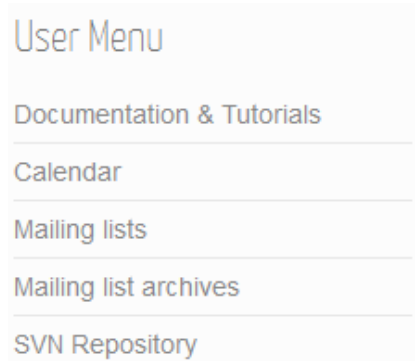 User Menu
Documentation & Tutorials
Calendar
Mailing lists
Mailing list archives
SVN Repository